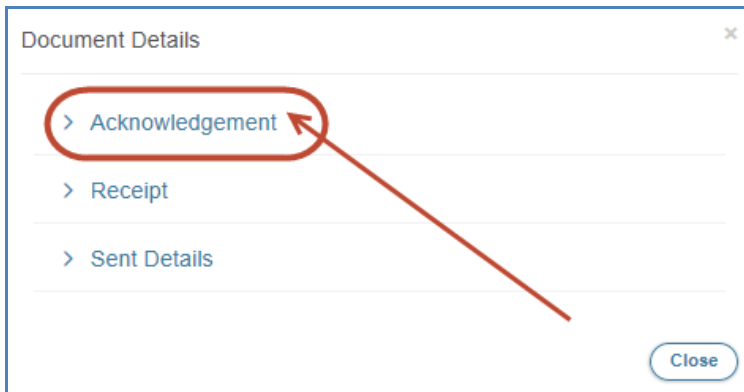 Document Details
×
Acknowledgement
Receipt
Sent Details
Close